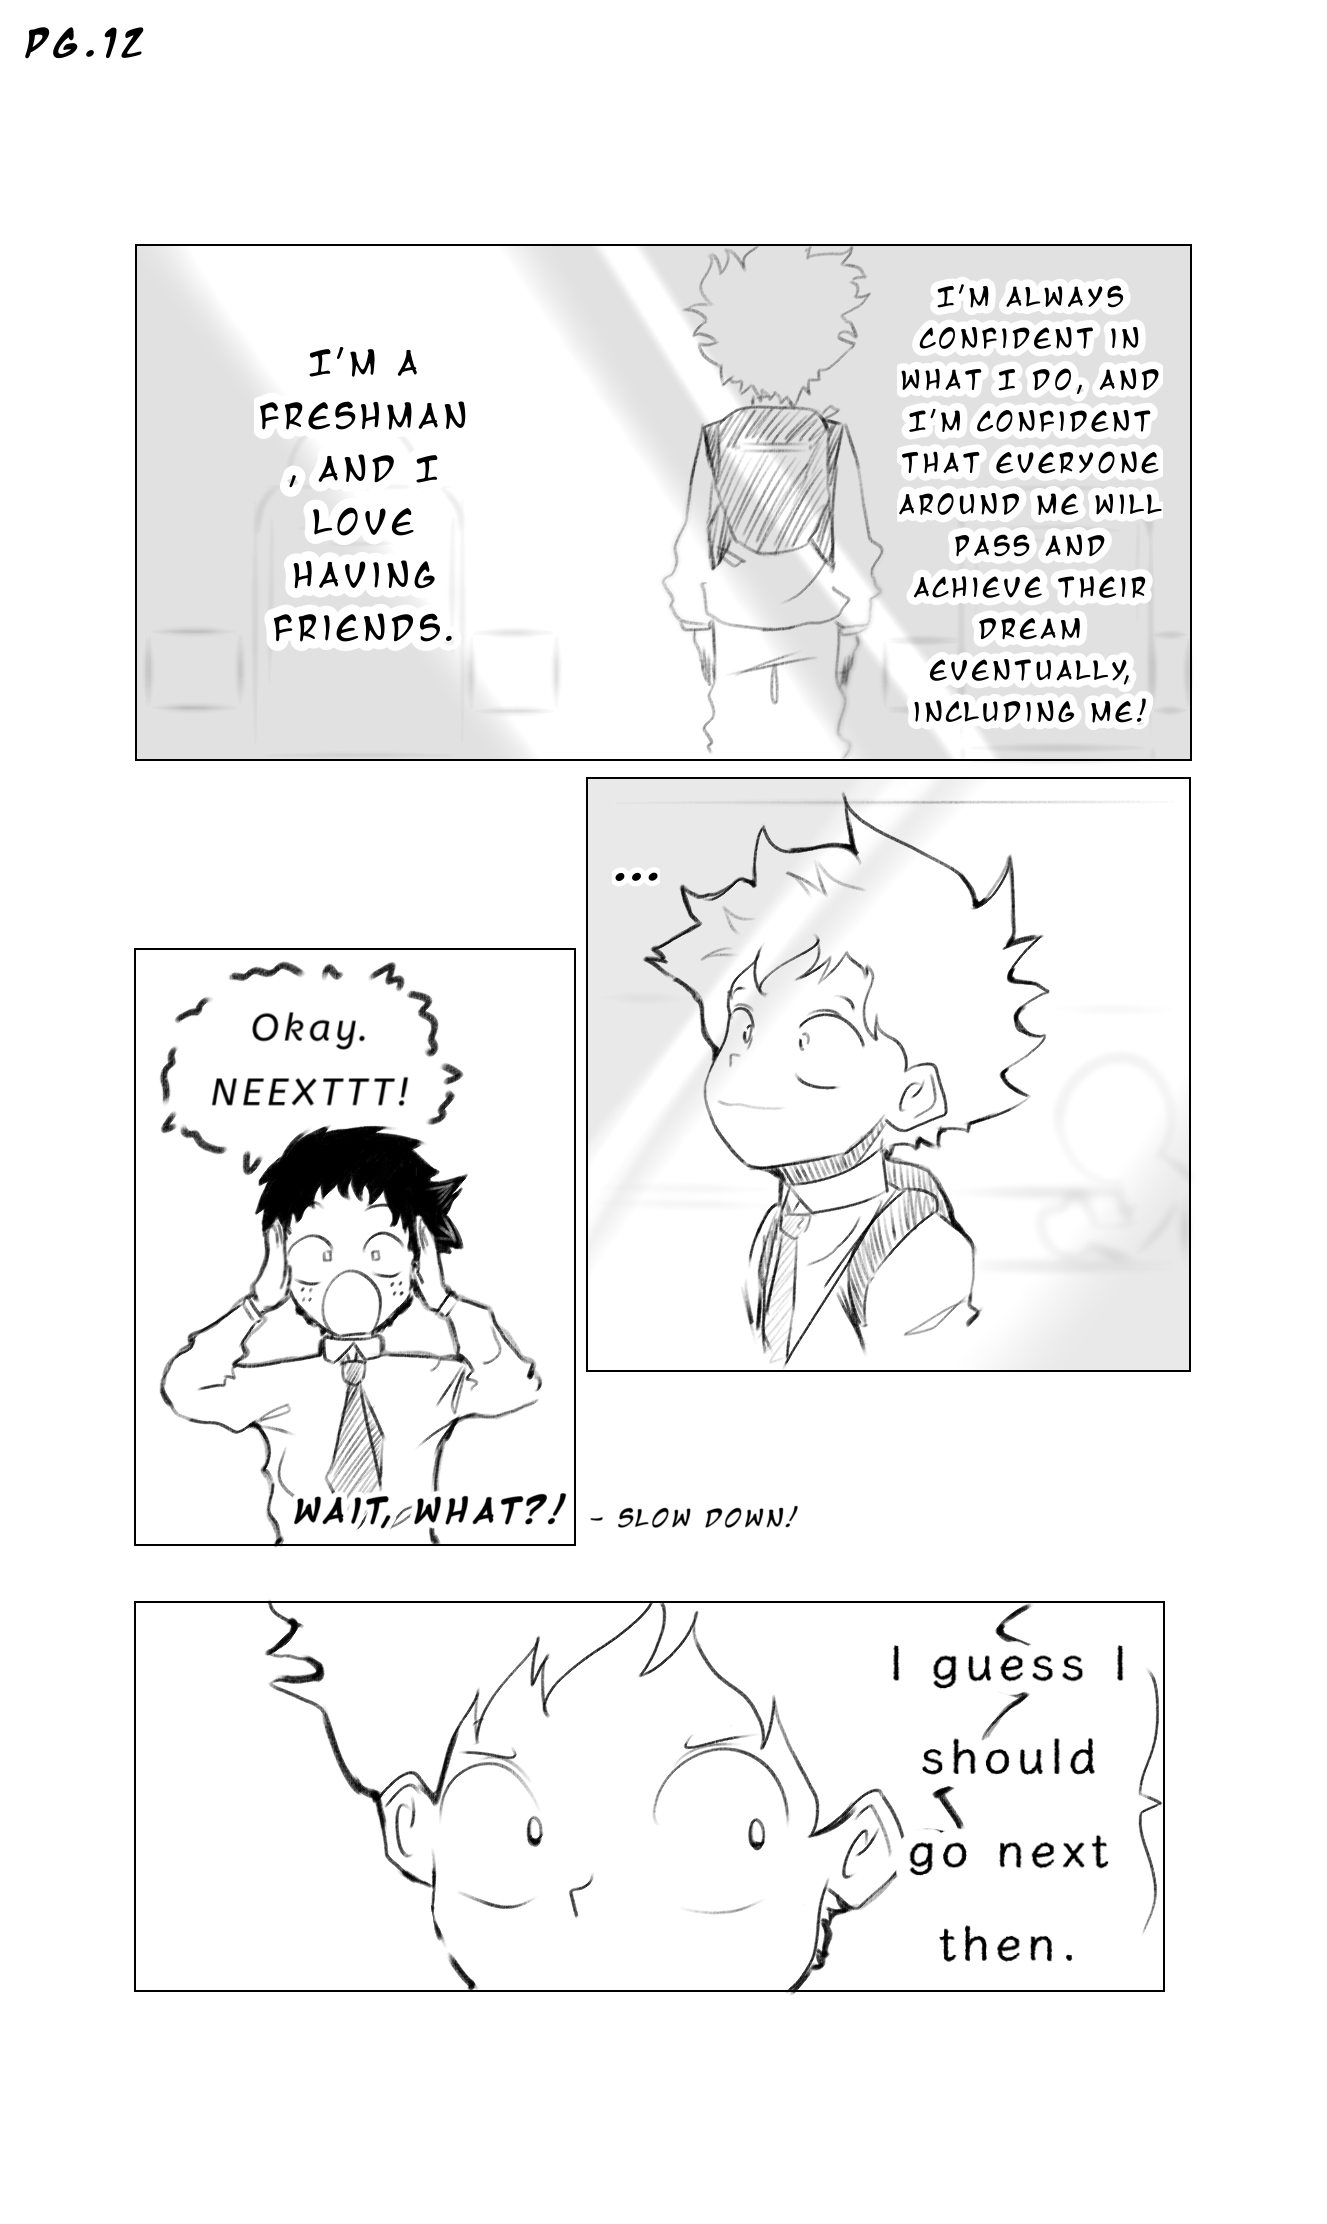 PG.12
I'M A
FRESHMAN
, AND I
LOVE
HAVING
FRIENDS.
I'M ALWAYS
CONFIDENT IN
WHAT I DO, AND
I'M CONFIDENT
THAT EVERYONE
AROUND ME WILL
PASS AND
ACHIEVE THEIR
DREAM
EVENTUALLY,
INCLUDING ME!
...
Okay.
NEEXTTT!
WAIT, WHAT?!
- SLOW DOWN!
I guess I
should
go next
then.